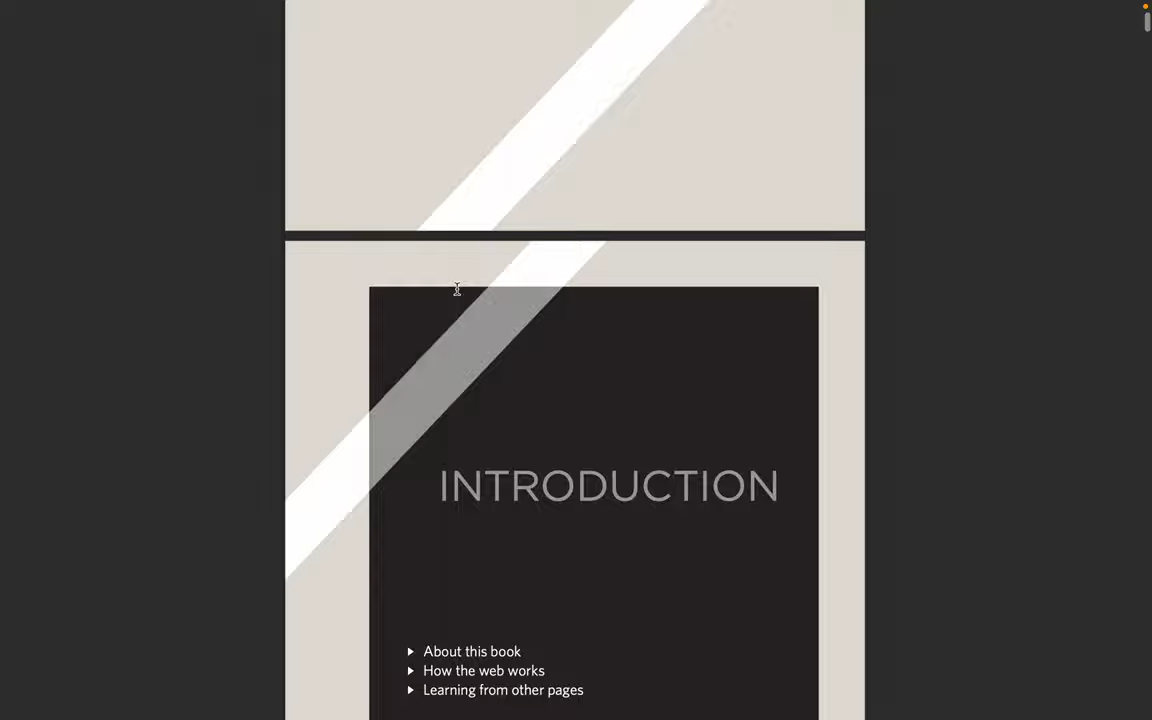 INTRODUCTION
About this book
How the web works
Learning from other pages